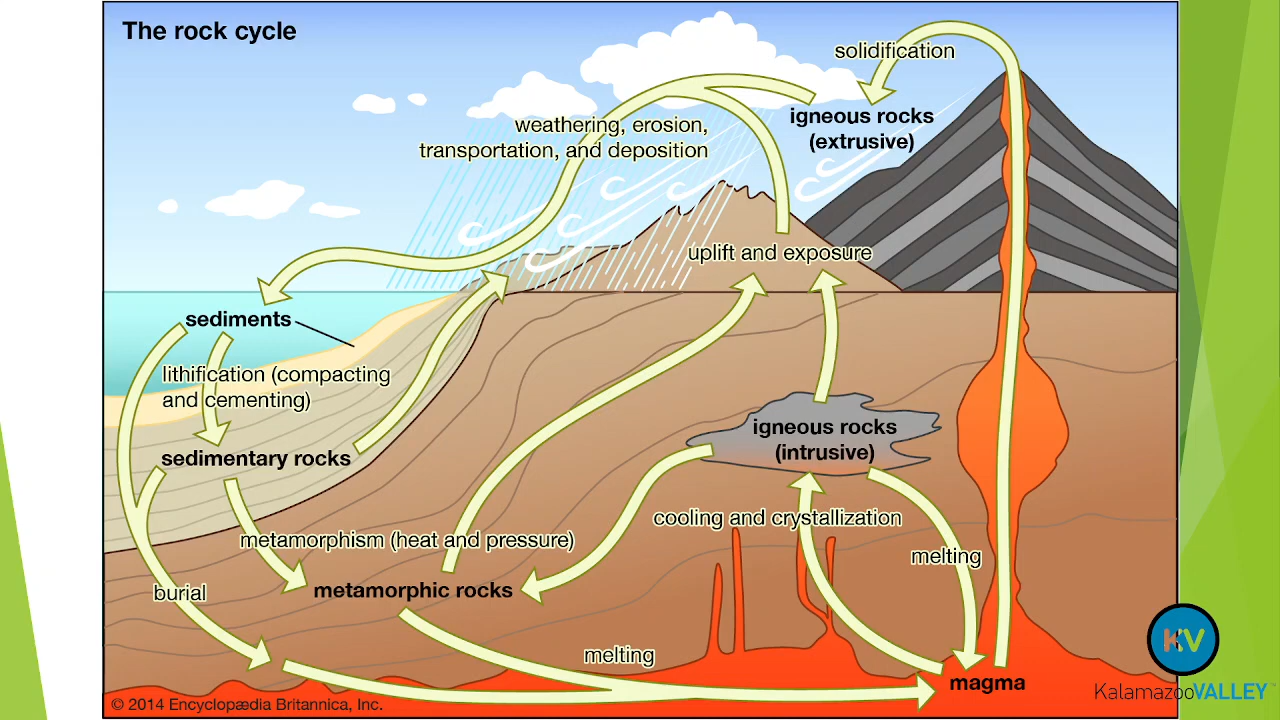 The rock cycle
solidification
igneous rocks
(extrusive)
weathering, erosion,
transportation, and deposition
uplift and exposure
sediments
lithification (compacting
and cementing)
igneous rocks
(intrusive)
sedimentary rocks
cooling and crystallization
metamorphism (heat and pressure)
melting
metamorphic rocks
burial
melting
magma
KV
KalamazooVALLEY™
© 2014 Encyclopædia Britannica, Inc.